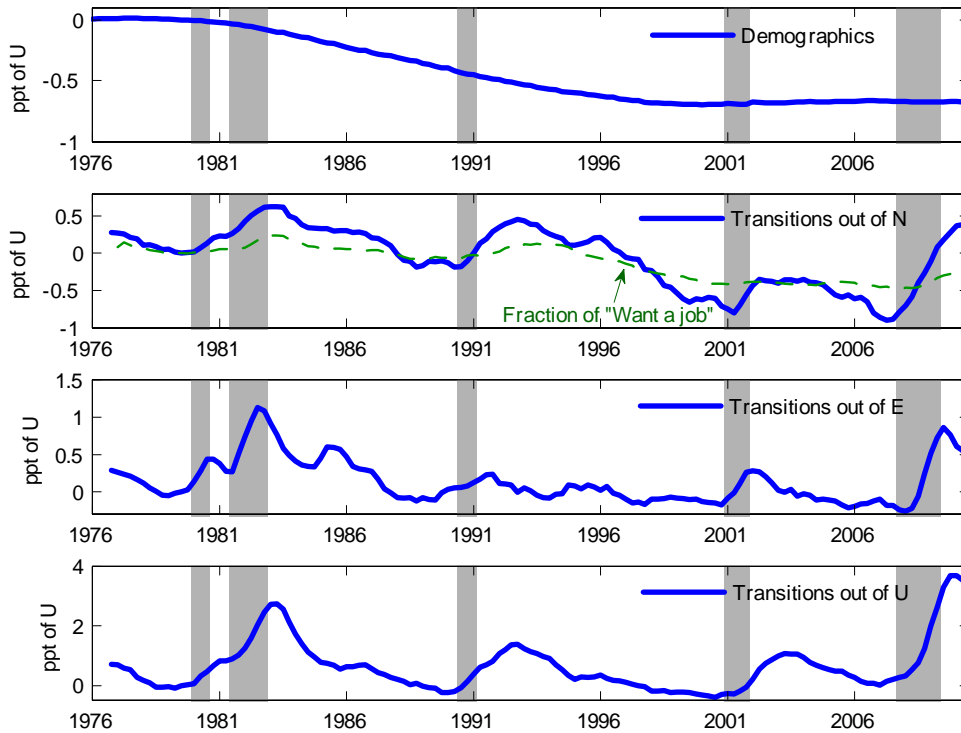 ppt of U
0
-0.5
-1
Demographics
1976 1981 1986 1991 1996 2001 2006
ppt of U
0.5
0
-0.5
-1
Transitions out of N
Fraction of "Want a job"
1976 1981 1986 1991 1996 2001 2006
ppt of U
1.5
1
0.5
0
Transitions out of E
1976 1981 1986 1991 1996 2001 2006
ppt of U
4
2
0
Transitions out of U
1976 1981 1986 1991 1996 2001 2006